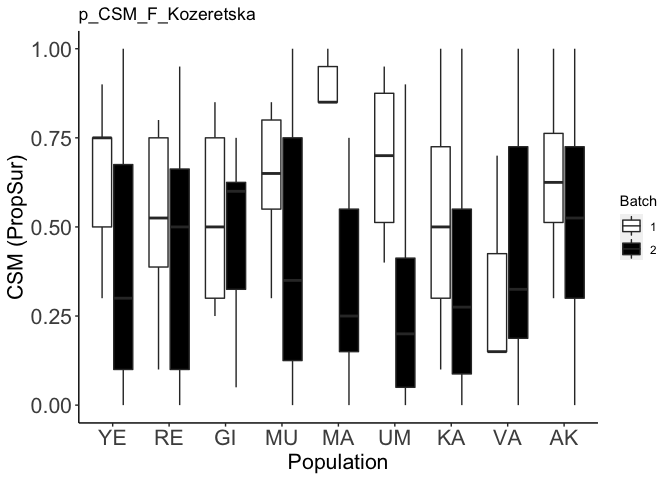 p_CSM_F_Kozeretska
1.00
0.75
0.50
0.25
0.00
CSM (PropSur)
YE RE GI MU MA UM KA VA AK
Population
Batch
1
2